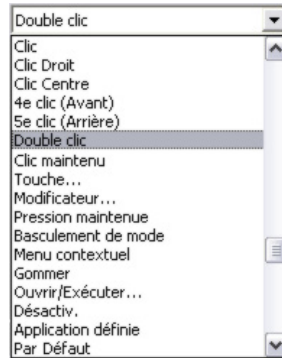 Double clic
Clic
Clic Droit
Clic Centre
4e clic (Avant)
5e clic (Arrière)
Double clic
Clic maintenu
Touche...
Modificateur...
Pression maintenue
Basculement de mode
Menu contextuel
Gommer
Ouvrir/Exécuter...
Désactiv.
Application définie
Par Défaut